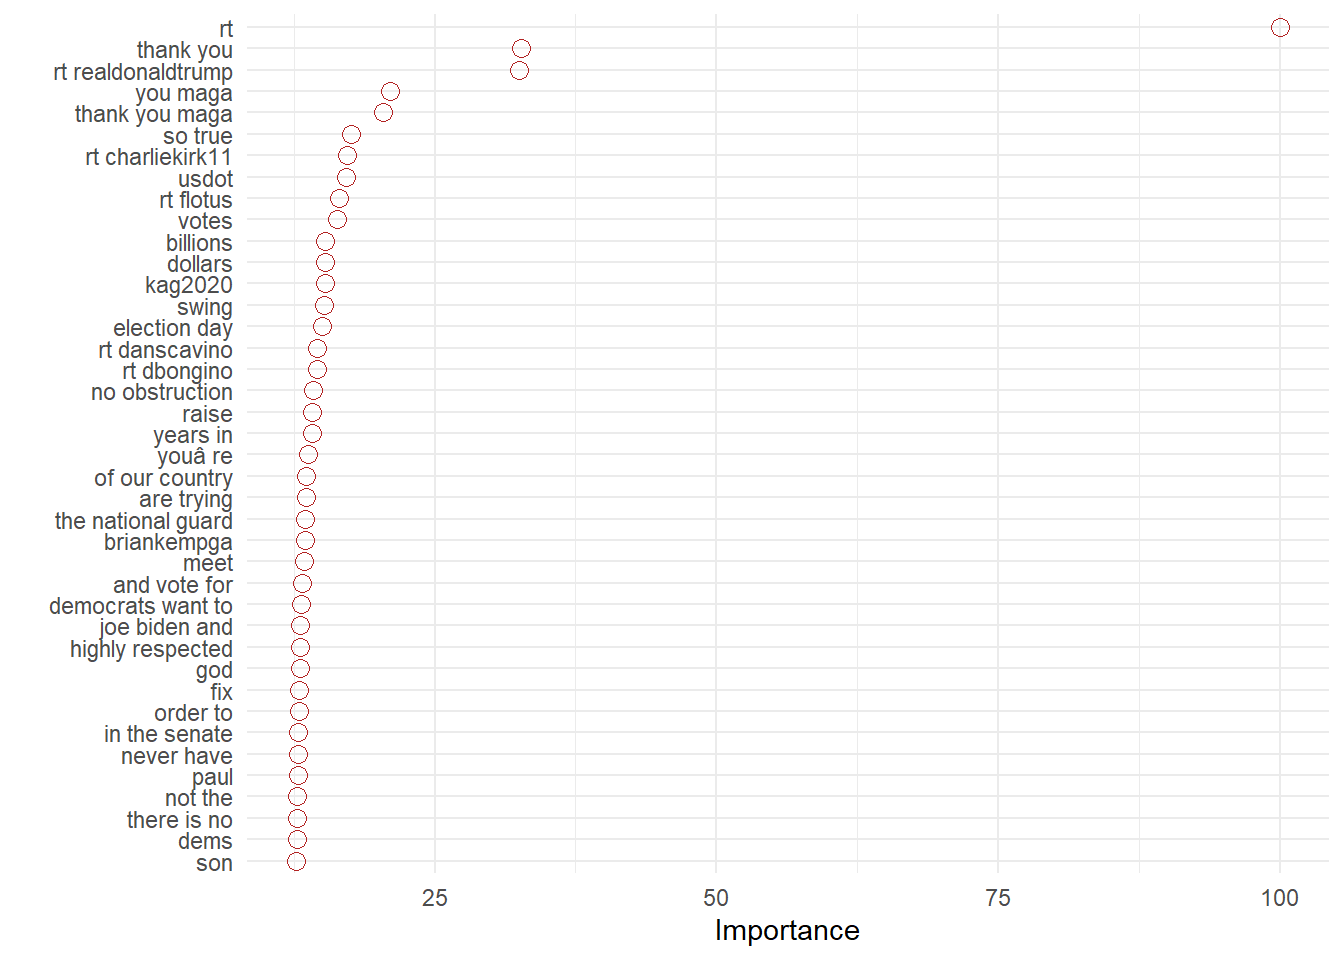 rt
thank you
rt realdonaldtrump
you maga
thank you maga
so true
rt charliekirk11
usdot
rt flotus
votes
billions
dollars
kag2020
swing
election day
rt danscavino
rt dbongino
no obstruction
raise
years in
youâ re
of our country
are trying
the national guard
briankempga
meet
and vote for
democrats want to
joe biden and
highly respected
god
fix
order to
in the senate
never have
paul
not the
there is no
dems
son
25 50 75 100
Importance